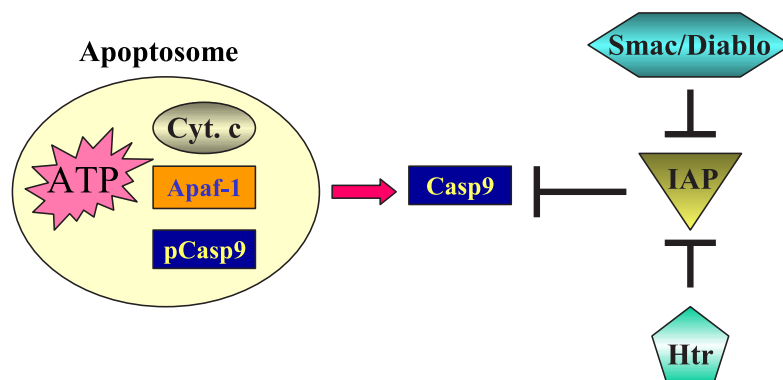 Apoptosome
Smac/Diablo
Cyt. c
ATP
Apaf-1
pCasp9
Casp9
IAP
Htr